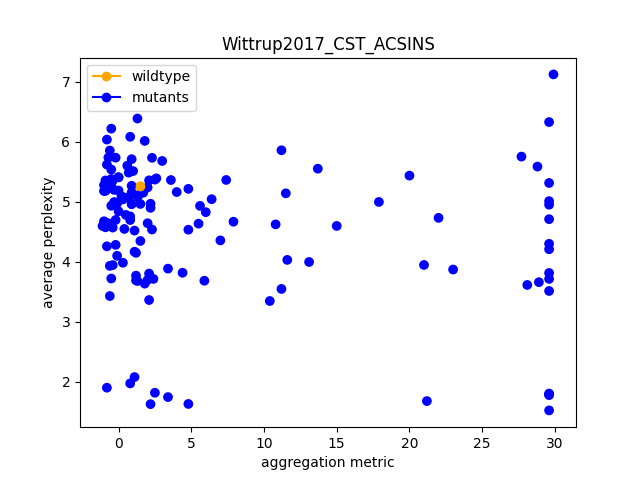 Wittrup2017_CST_ACSINS
wildtype
mutants
7
6
5
4
3
2
average perplexity
0 5 10 15 20 25 30
aggregation metric